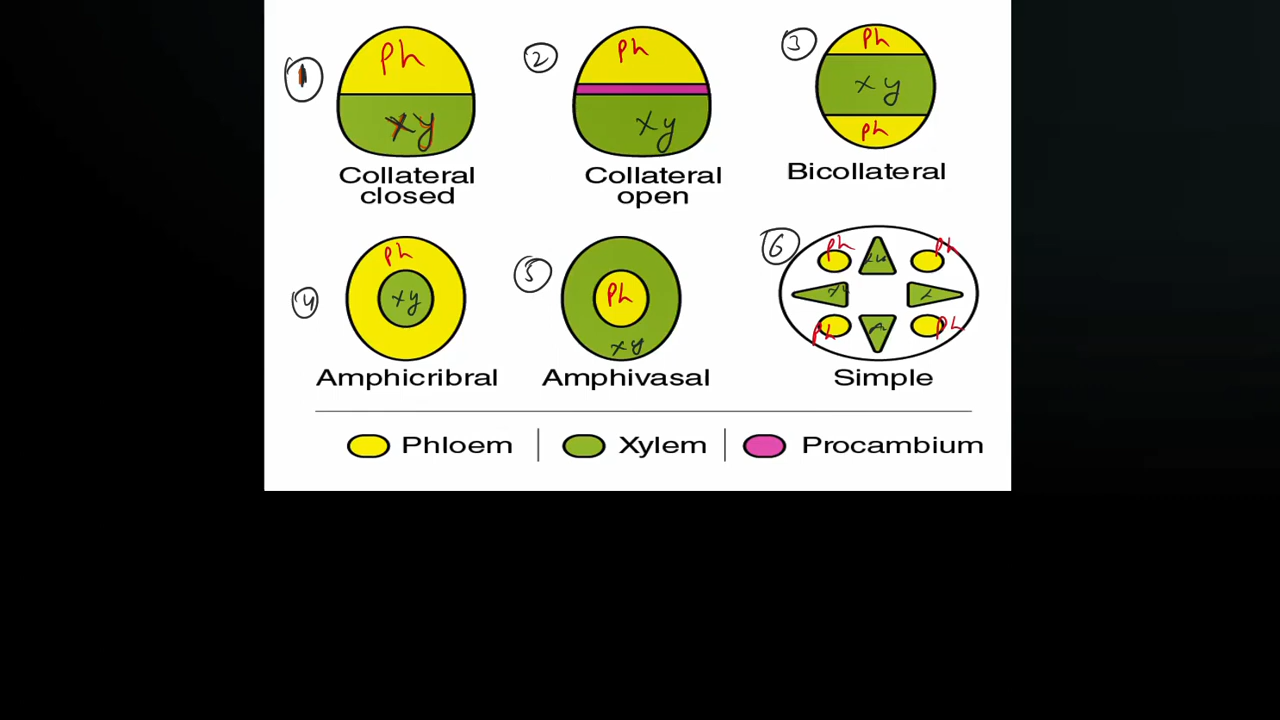 1
Ph
xy
Collateral
closed
2
Ph
xy
Collateral
open
3
Ph
xy
Ph
Bicollateral
4
Ph
xy
Amphicribral
5
Ph
xy
Amphivasal
6
Ph
Ph
xy
x
Ph
Ph
Simple
Phloem
Xylem
Procambium